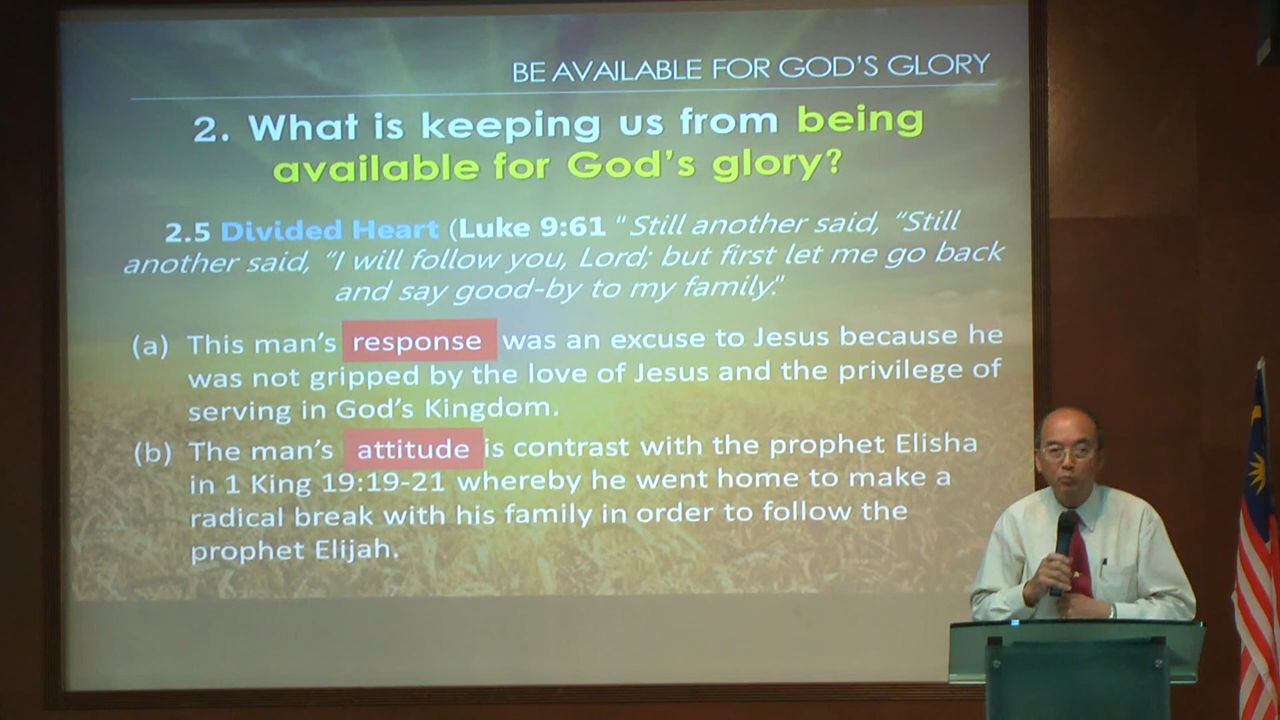 BE AVAILABLE FOR GOD'S GLORY
2. What is keeping us from being
available for God's glory?
2.5 Divided Heart (Luke 9:61 " Still another said, "Still
another said, "I will follow you, Lord; but first let me go back
and say good-by to my family."
(a) This man's response was an excuse to Jesus because he
was not gripped by the love of Jesus and the privilege of
serving in God's Kingdom.
(b) The man's attitude is contrast with the prophet Elisha
in 1 King 19:19-21 whereby he went home to make a
radical break with his family in order to follow the
prophet Elijah.